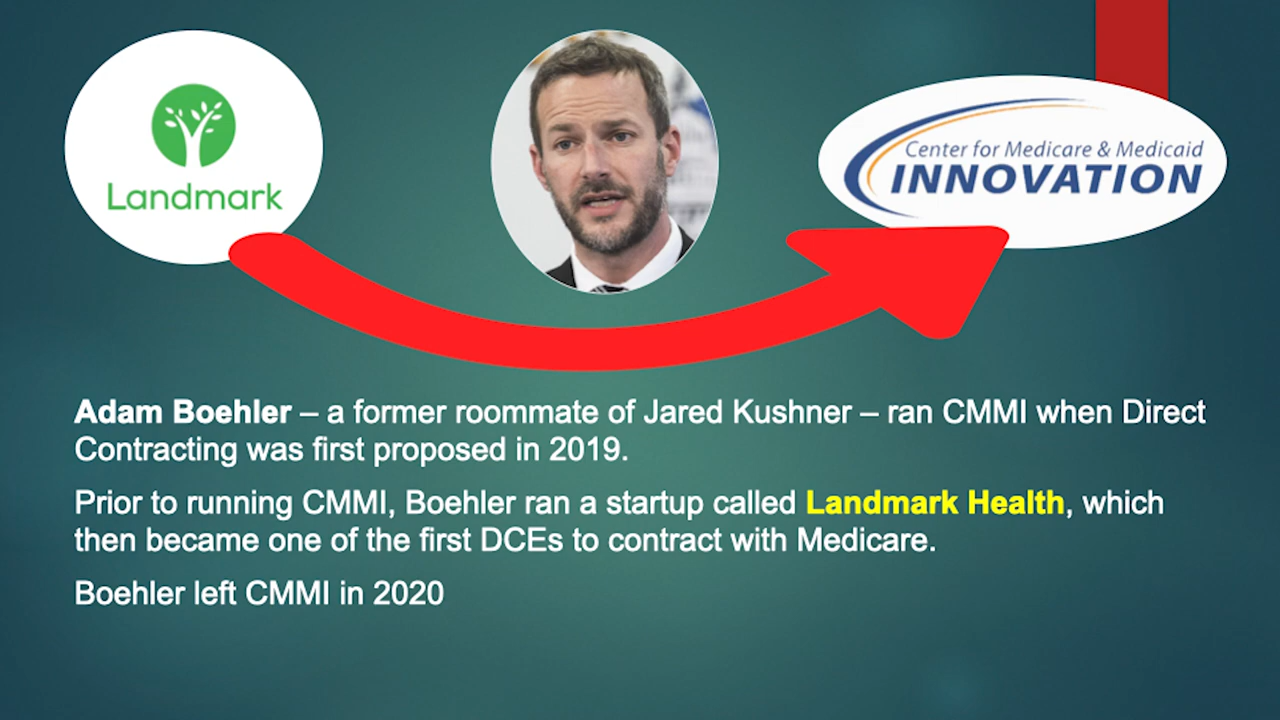 Landmark
Center for Medicare & Medicaid
INNOVATION
Adam Boehler – a former roommate of Jared Kushner – ran CMMI when Direct
Contracting was first proposed in 2019.
Prior to running CMMI, Boehler ran a startup called Landmark Health, which
then became one of the first DCEs to contract with Medicare.
Boehler left CMMI in 2020